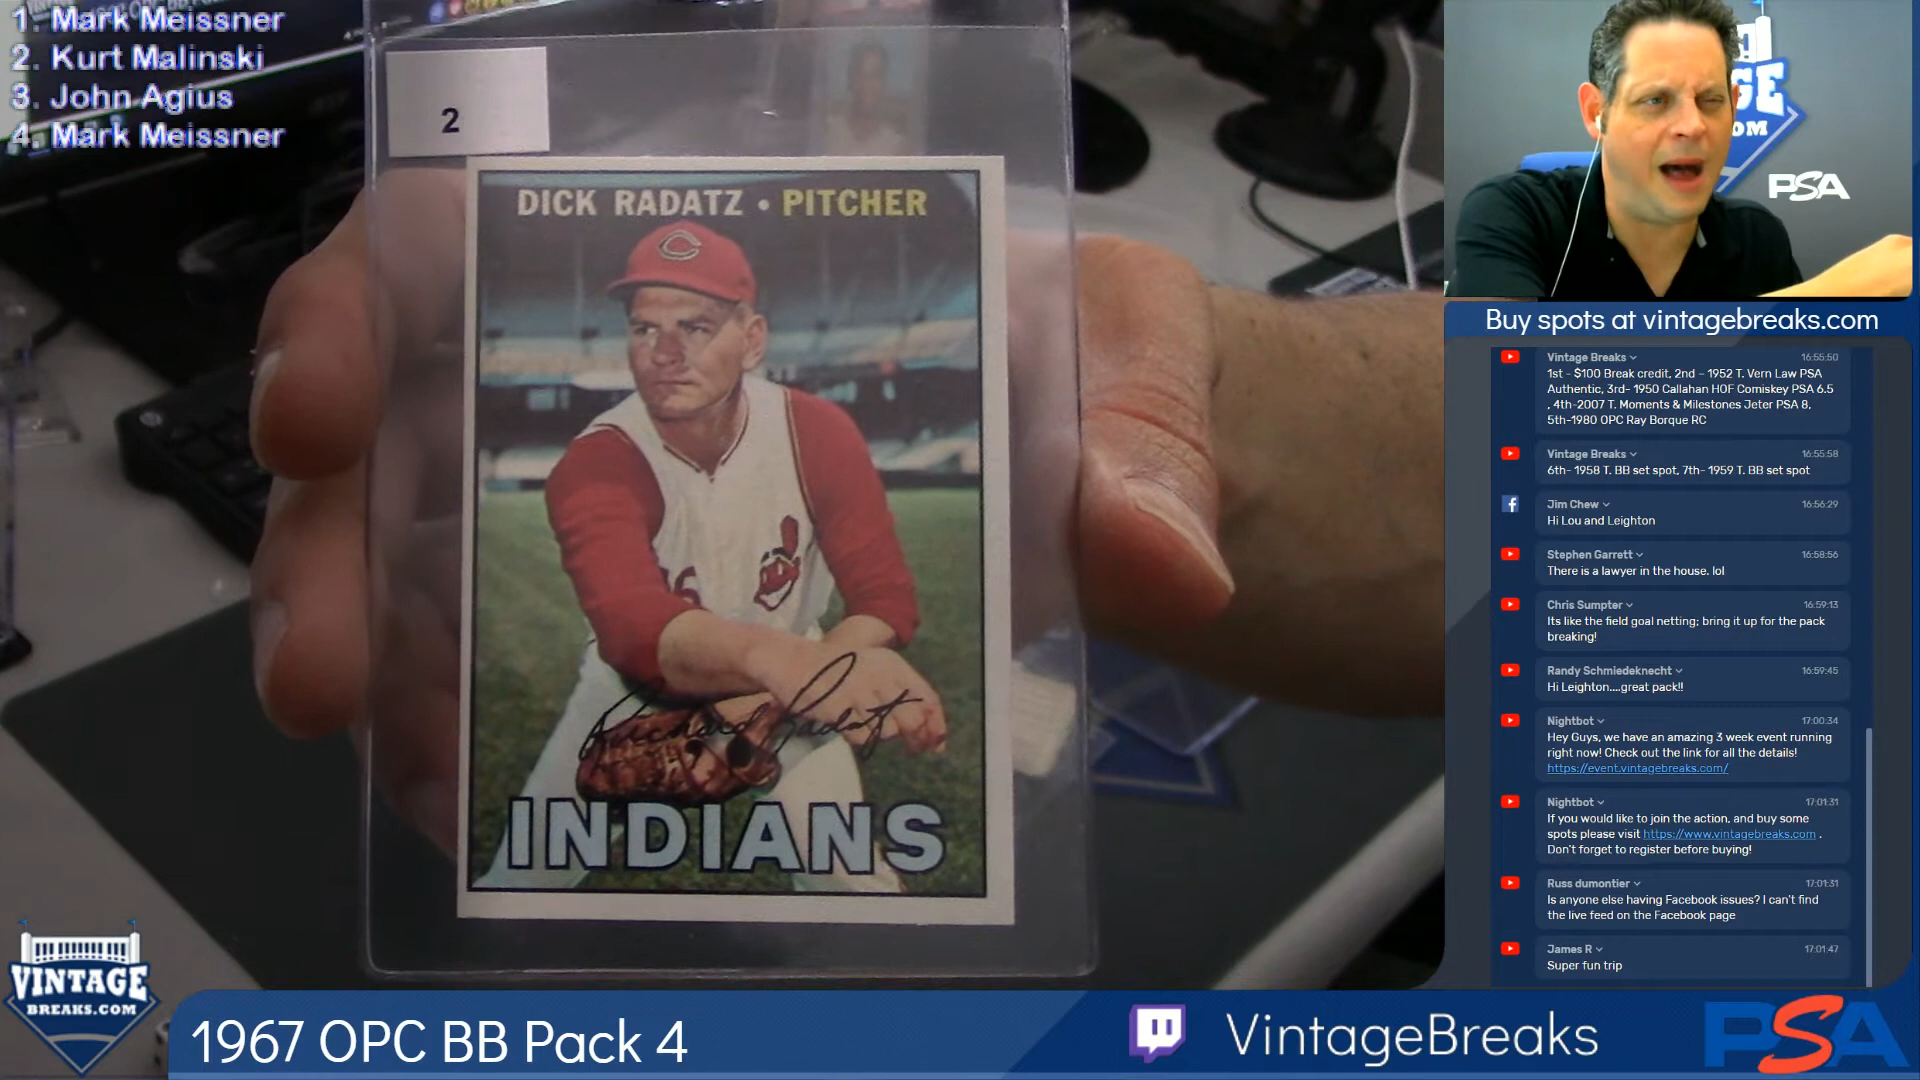 1. Mark Meissner
2. Kurt Malinski
3. John Agius
4. Mark Meissner
2
DICK RADATZ • PITCHER
C
Richard Radatz
INDIANS
GE
OM
PSA
Buy spots at vintagebreaks.com
Vintage Breaks 16:55:50
1st - $100 Break credit, 2nd – 1952 T. Vern Law PSA
Authentic, 3rd- 1950 Callahan HOF Comiskey PSA 6.5
, 4th-2007 T. Moments & Milestones Jeter PSA 8,
5th-1980 OPC Ray Borque RC
Vintage Breaks 16:55:58
6th- 1958 T. BB set spot, 7th- 1959 T. BB set spot
Jim Chew 16:56:29
Hi Lou and Leighton
Stephen Garrett 16:58:56
There is a lawyer in the house. lol
Chris Sumpter 16:59:13
Its like the field goal netting; bring it up for the pack
breaking!
Randy Schmiedeknecht 16:59:45
Hi Leighton....great pack!!
Nightbot 17:00:34
Hey Guys, we have an amazing 3 week event running
right now! Check out the link for all the details!
https://event.vintagebreaks.com/
Nightbot 17:01:31
If you would like to join the action, and buy some
spots please visit https://www.vintagebreaks.com .
Don't forget to register before buying!
Russ dumontier 17:01:31
Is anyone else having Facebook issues? I can't find
the live feed on the Facebook page
James R 17:01:47
Super fun trip
VINTAGE
BREAKS.COM
1967 OPC BB Pack 4
VintageBreaks
PSA